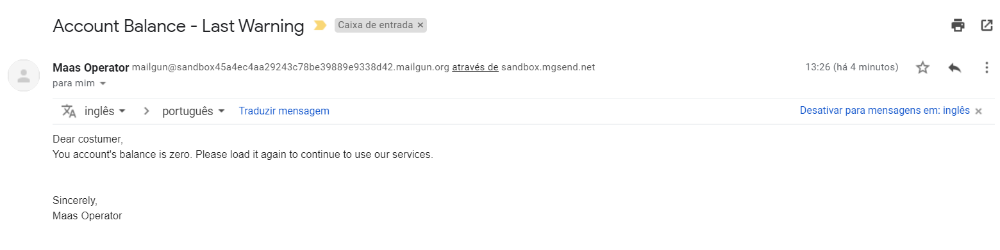 Account Balance - Last Warning Caixa de entrada ×
Maas Operator mailgun@sandbox45a4ec4aa29243c78be39889e9338d42.mailgun.org através de sandbox.mgsend.net 13:26 (há 4 minutos)
para mim
inglês > português Traduzir mensagem Desativar para mensagens em: inglês ×
Dear costumer,
You account's balance is zero. Please load it again to continue to use our services.
Sincerely,
Maas Operator